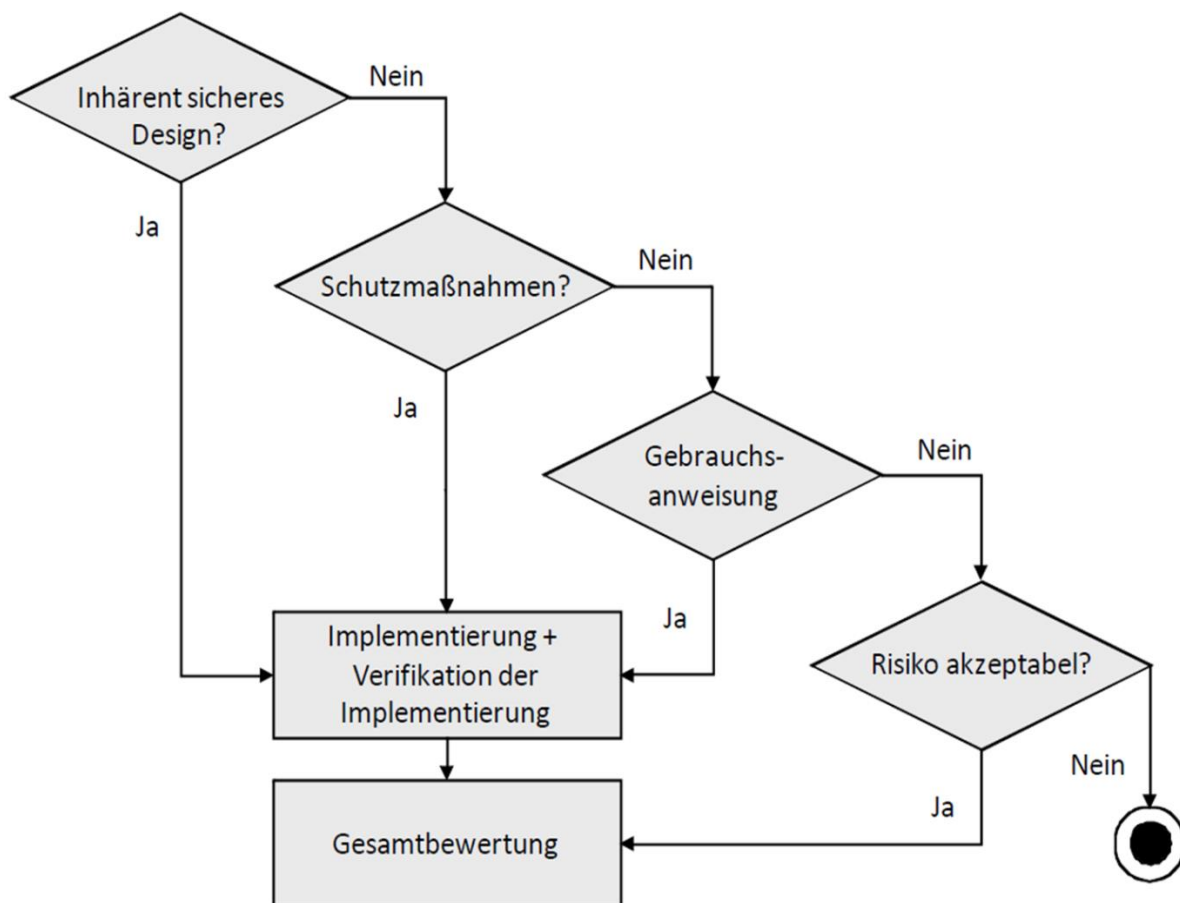 Nein
Inhärent sicheres
Design?
Ja
Nein
Schutzmaßnahmen?
Ja
Nein
Gebrauchs-
anweisung
Ja
Implementierung +
Verifikation der
Implementierung
Risiko akzeptabel?
Nein
Ja
Gesamtbewertung